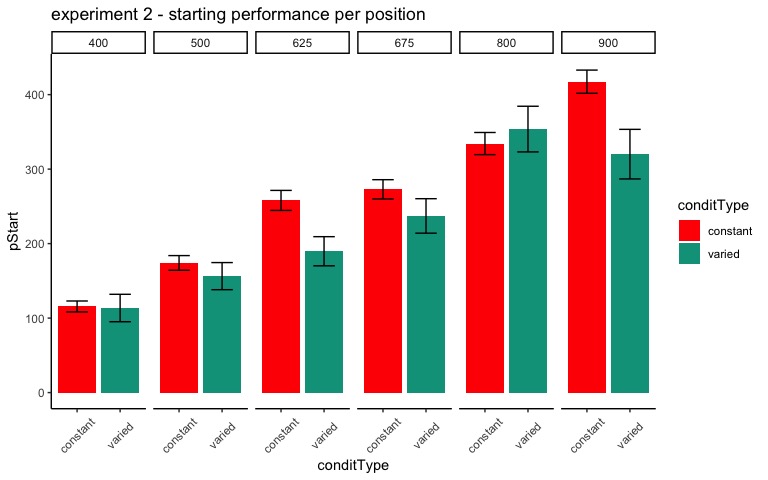 experiment 2 - starting performance per position
400 500 625 675 800 900
400
300
200
100
0
pStart
constant varied constant varied constant varied constant varied constant varied constant varied
conditType
conditType
constant
varied